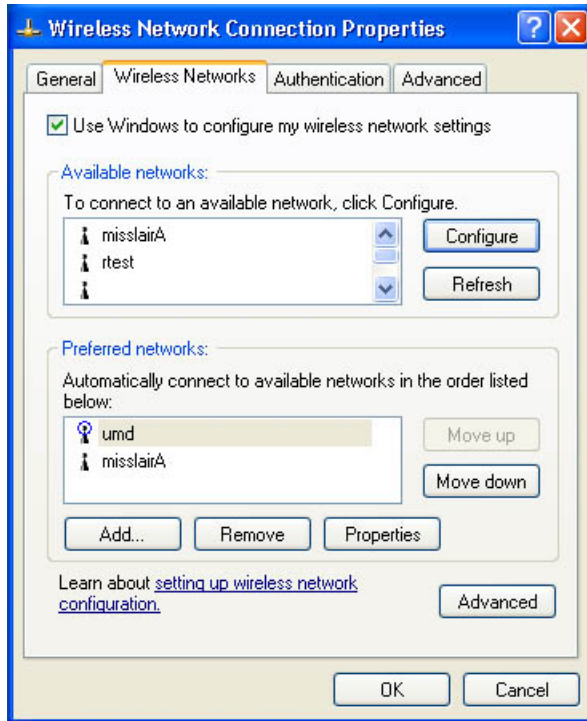 Wireless Network Connection Properties
General Wireless Networks Authentication Advanced
Use Windows to configure my wireless network settings
Available networks:
To connect to an available network, click Configure.
misslairA
rtest
Configure
Refresh
Preferred networks:
Automatically connect to available networks in the order listed
below:
umd
misslairA
Move up
Move down
Add... Remove Properties
Learn about setting up wireless network
configuration.
Advanced
OK Cancel